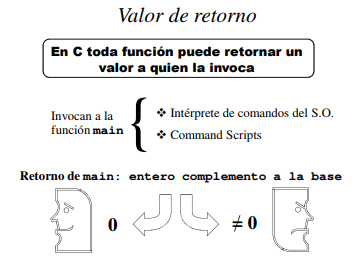 Valor de retorno
En C toda función puede retornar un
valor a quien la invoca
Invocan a la
función main
❖ Intérprete de comandos del S.O.
❖ Command Scripts
Retorno de main: entero complemento a la base
0
≠ 0